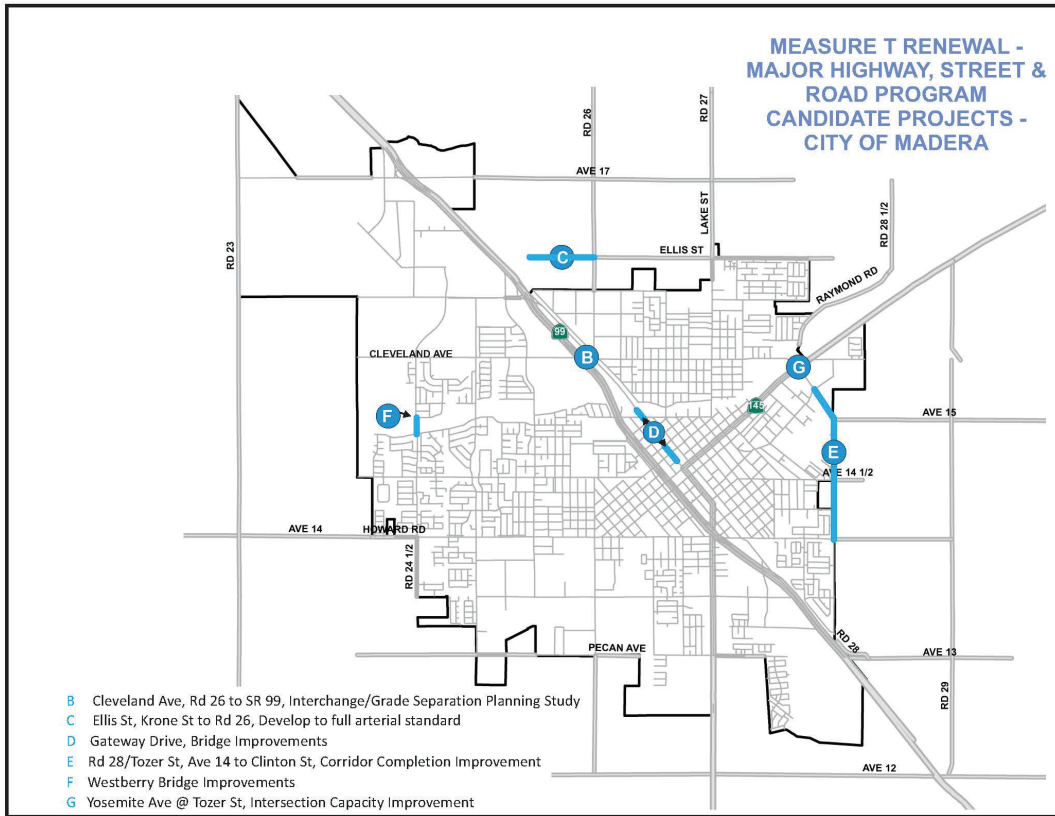 MEASURE T RENEWAL -
MAJOR HIGHWAY, STREET &
ROAD PROGRAM
CANDIDATE PROJECTS -
CITY OF MADERA
RD 23
RD 26
RD 27
LAKE ST
AVE 17
RD 28 1/2
ELLIS ST
C
RAYMOND RD
99
B
CLEVELAND AVE
G
145
F
D
AVE 15
E
AVE 14 1/2
AVE 14
HOWARD RD
RD 24 1/2
PECAN AVE
RD 28
AVE 13
RD 29
AVE 12
B Cleveland Ave, Rd 26 to SR 99, Interchange/Grade Separation Planning Study
C Ellis St, Krone St to Rd 26, Develop to full arterial standard
D Gateway Drive, Bridge Improvements
E Rd 28/Tozer St, Ave 14 to Clinton St, Corridor Completion Improvement
F Westberry Bridge Improvements
G Yosemite Ave @ Tozer St, Intersection Capacity Improvement